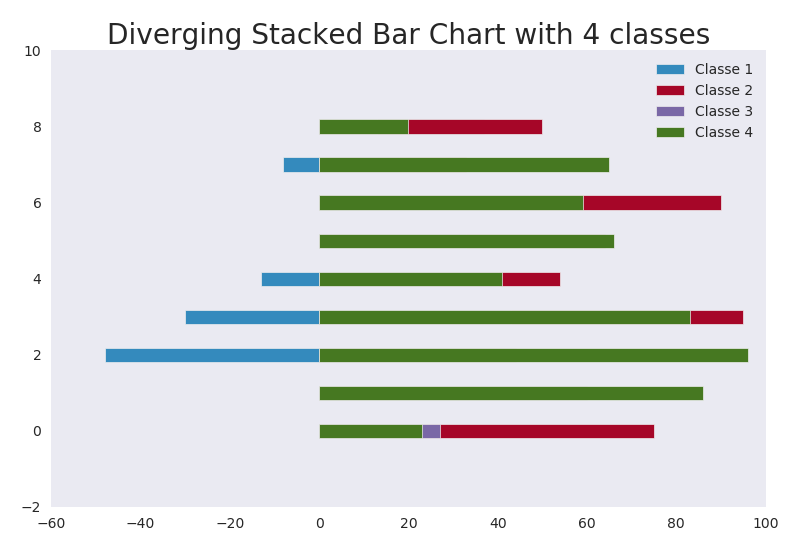 Diverging Stacked Bar Chart with 4 classes
10
8
6
4
2
0
−2
−60 −40 −20 0 20 40 60 80 100
Classe 1
Classe 2
Classe 3
Classe 4